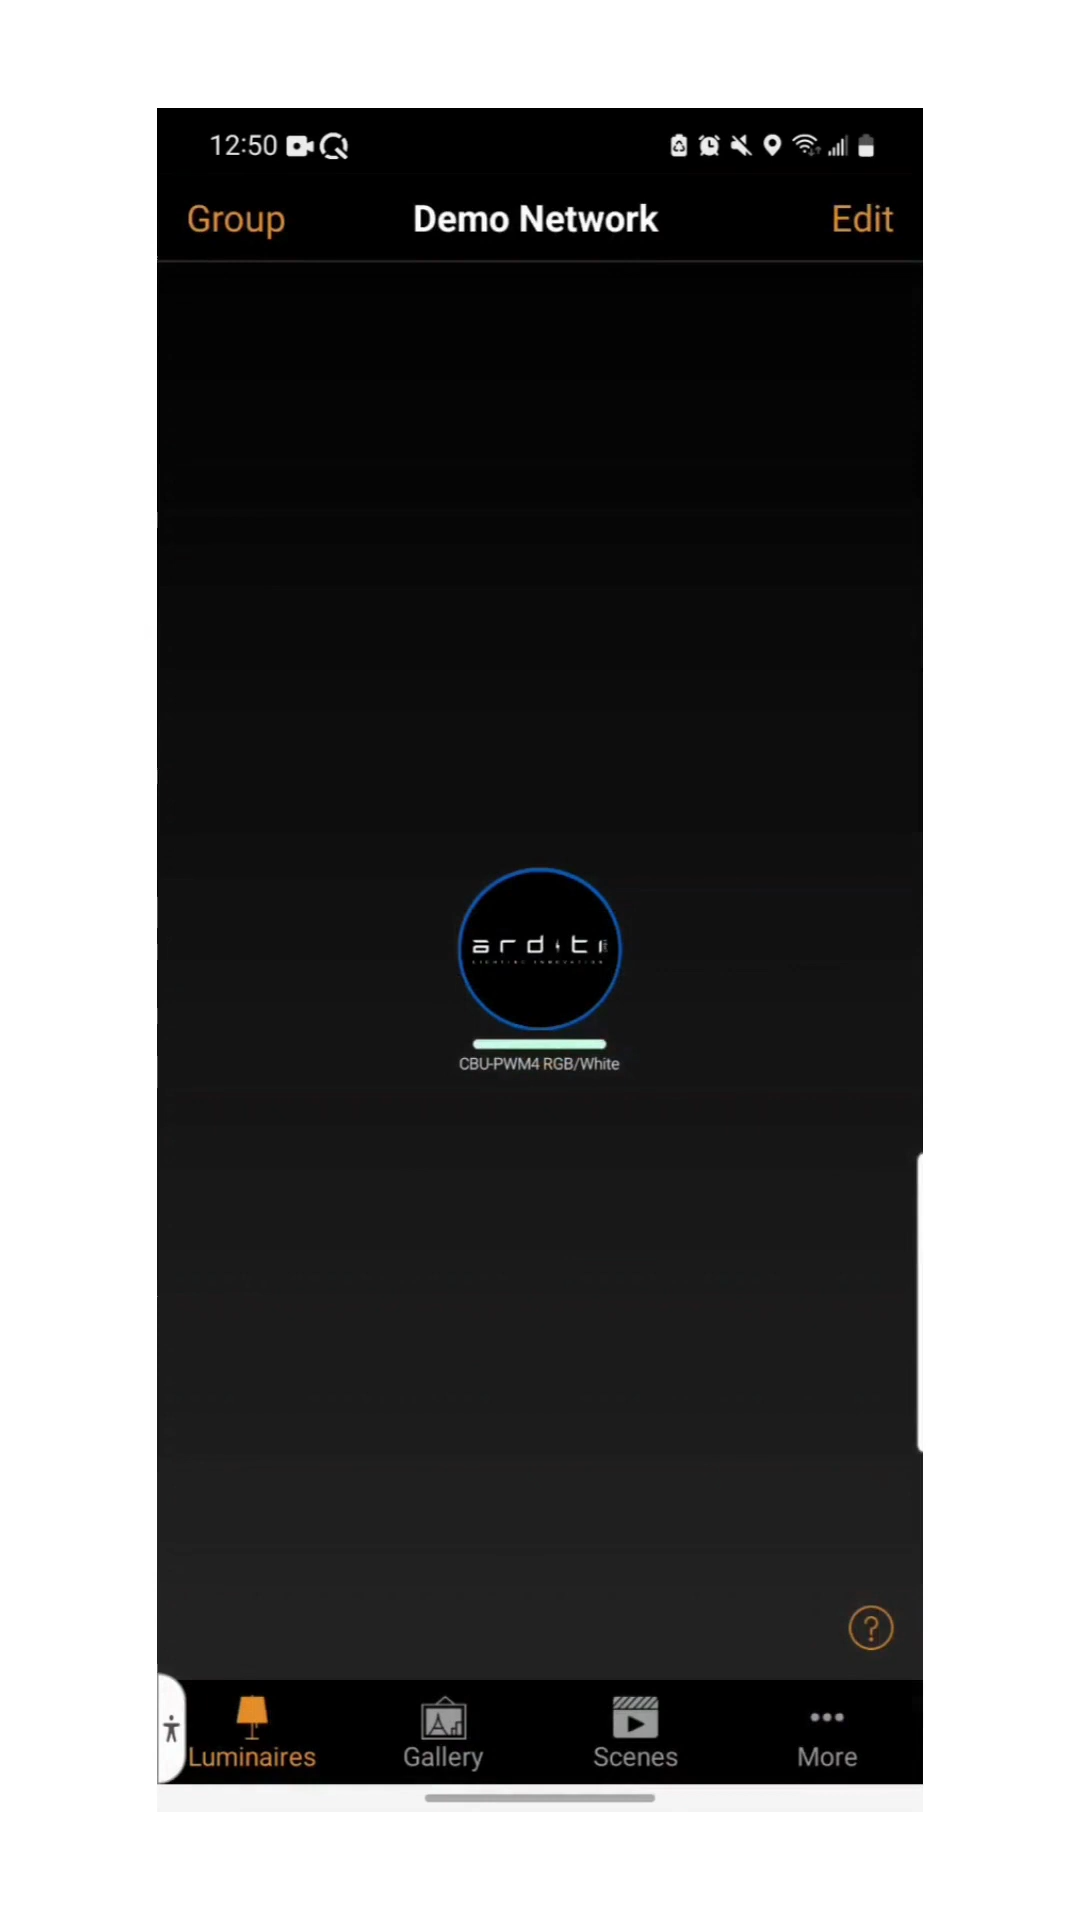 12:50
Group
Demo Network
Edit
arditi
CBU-PWM4 RGB/White
?
Luminaires
Gallery
Scenes
More